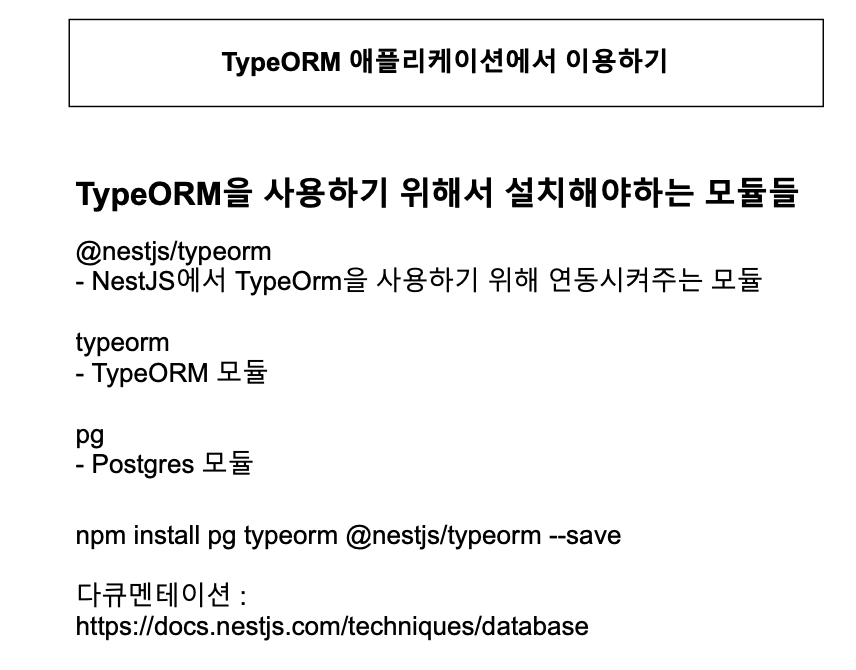 TypeORM 애플리케이션에서 이용하기
TypeORM을 사용하기 위해서 설치해야하는 모듈들
@nestjs/typeorm
- NestJS에서 TypeOrm을 사용하기 위해 연동시켜주는 모듈
typeorm
- TypeORM 모듈
pg
- Postgres 모듈
npm install pg typeorm @nestjs/typeorm --save
다큐멘테이션 :
https://docs.nestjs.com/techniques/database